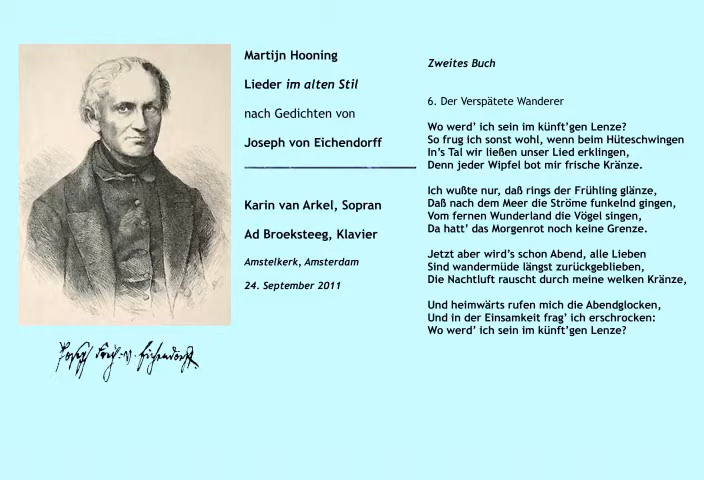 Martijn Hooning
Lieder im alten Stil
nach Gedichten von
Joseph von Eichendorff
Karin van Arkel, Sopran
Ad Broeksteeg, Klavier
Amstelkerk, Amsterdam
24. September 2011
Joseph Freih. v. Eichendorff
Zweites Buch
6. Der Verspätete Wanderer
Wo werd’ ich sein im künft’gen Lenze?
So frug ich sonst wohl, wenn beim Hüteschwingen
In’s Tal wir ließen unser Lied erklingen,
Denn jeder Wipfel bot mir frische Kränze.
Ich wußte nur, daß rings der Frühling glänze,
Daß nach dem Meer die Ströme funkelnd gingen,
Vom fernen Wunderland die Vögel singen,
Da hatt’ das Morgenrot noch keine Grenze.
Jetzt aber wird’s schon Abend, alle Lieben
Sind wandermüde längst zurückgeblieben,
Die Nachtluft rauscht durch meine welken Kränze,
Und heimwärts rufen mich die Abendglocken,
Und in der Einsamkeit frag’ ich erschrocken:
Wo werd’ ich sein im künft’gen Lenze?